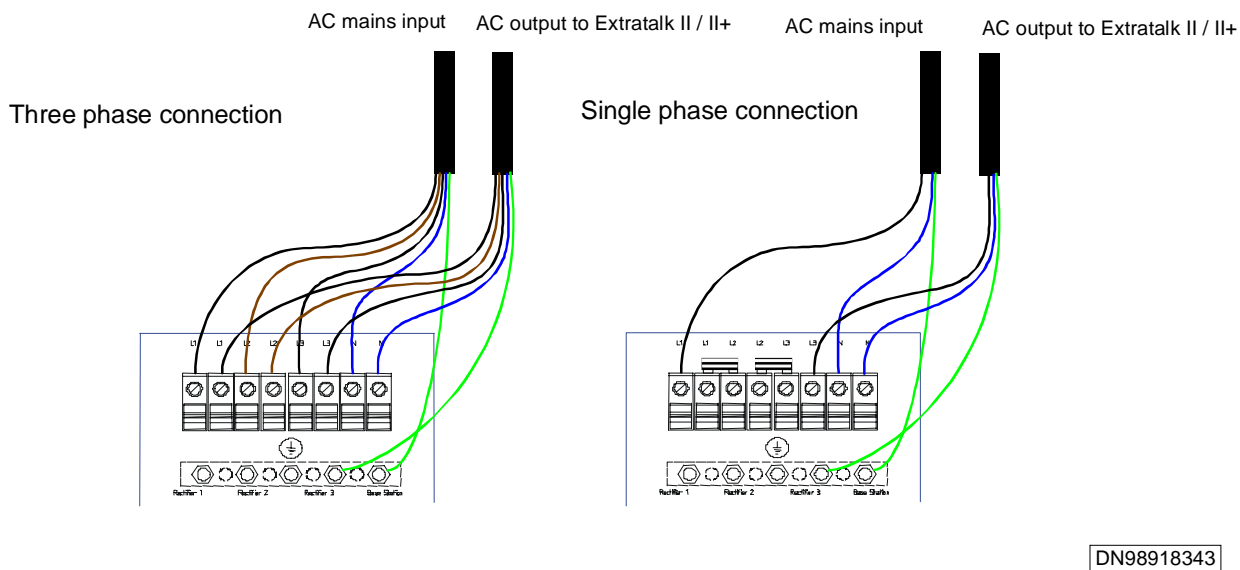 AC mains input
AC output to Extratalk II / II+
AC mains input
AC output to Extratalk II / II+
Three phase connection
Single phase connection
L1 L1 L2 L2 L3 L3 N N
L1 L1 L2 L2 L3 L3 N N
Rectifier 1 Rectifier 2 Rectifier 3 Base Station
Rectifier 1 Rectifier 2 Rectifier 3 Base Station
DN98918343